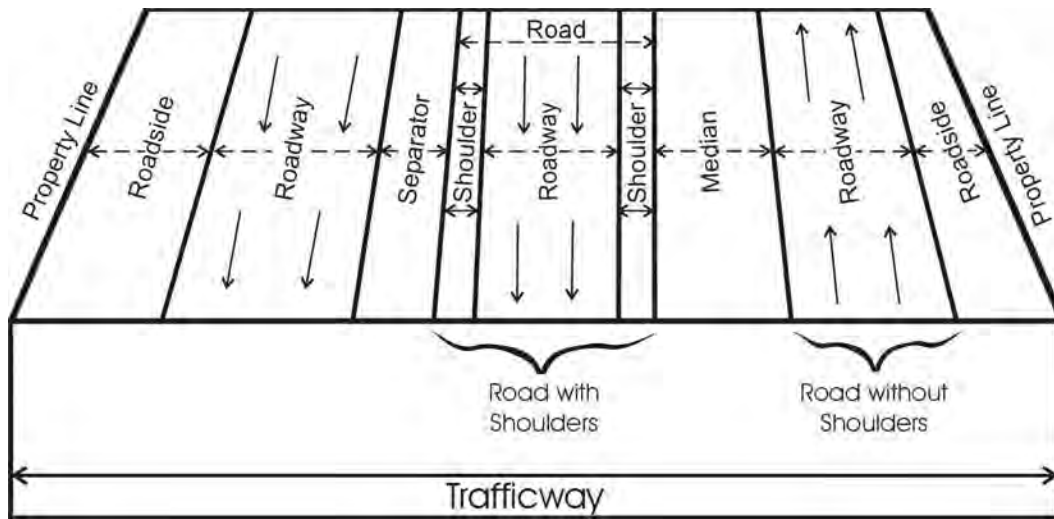 Road
Property Line
Roadside
Roadway
Separator
Shoulder
Roadway
Shoulder
Median
Roadway
Roadside
Property Line
Road with
Shoulders
Road without
Shoulders
Trafficway